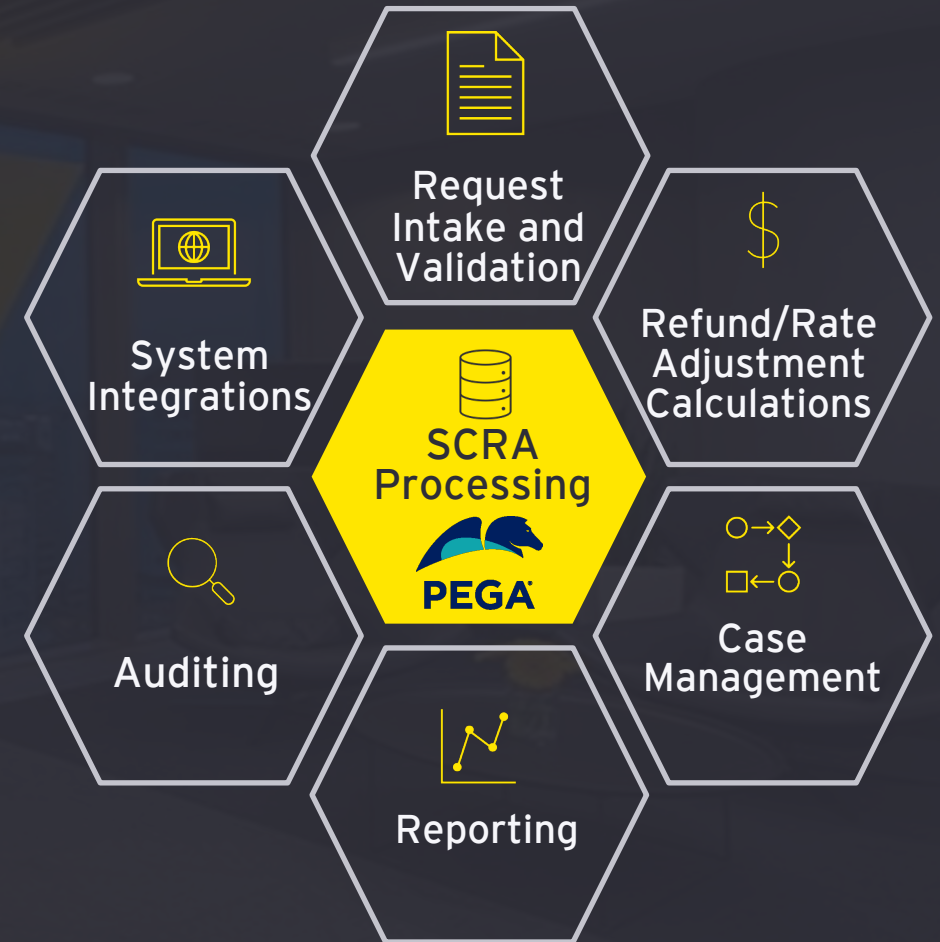 Request
Intake and
Validation
Refund/Rate
Adjustment
Calculations
Case
Management
Reporting
Auditing
System
Integrations
SCRA
Processing
PEGA